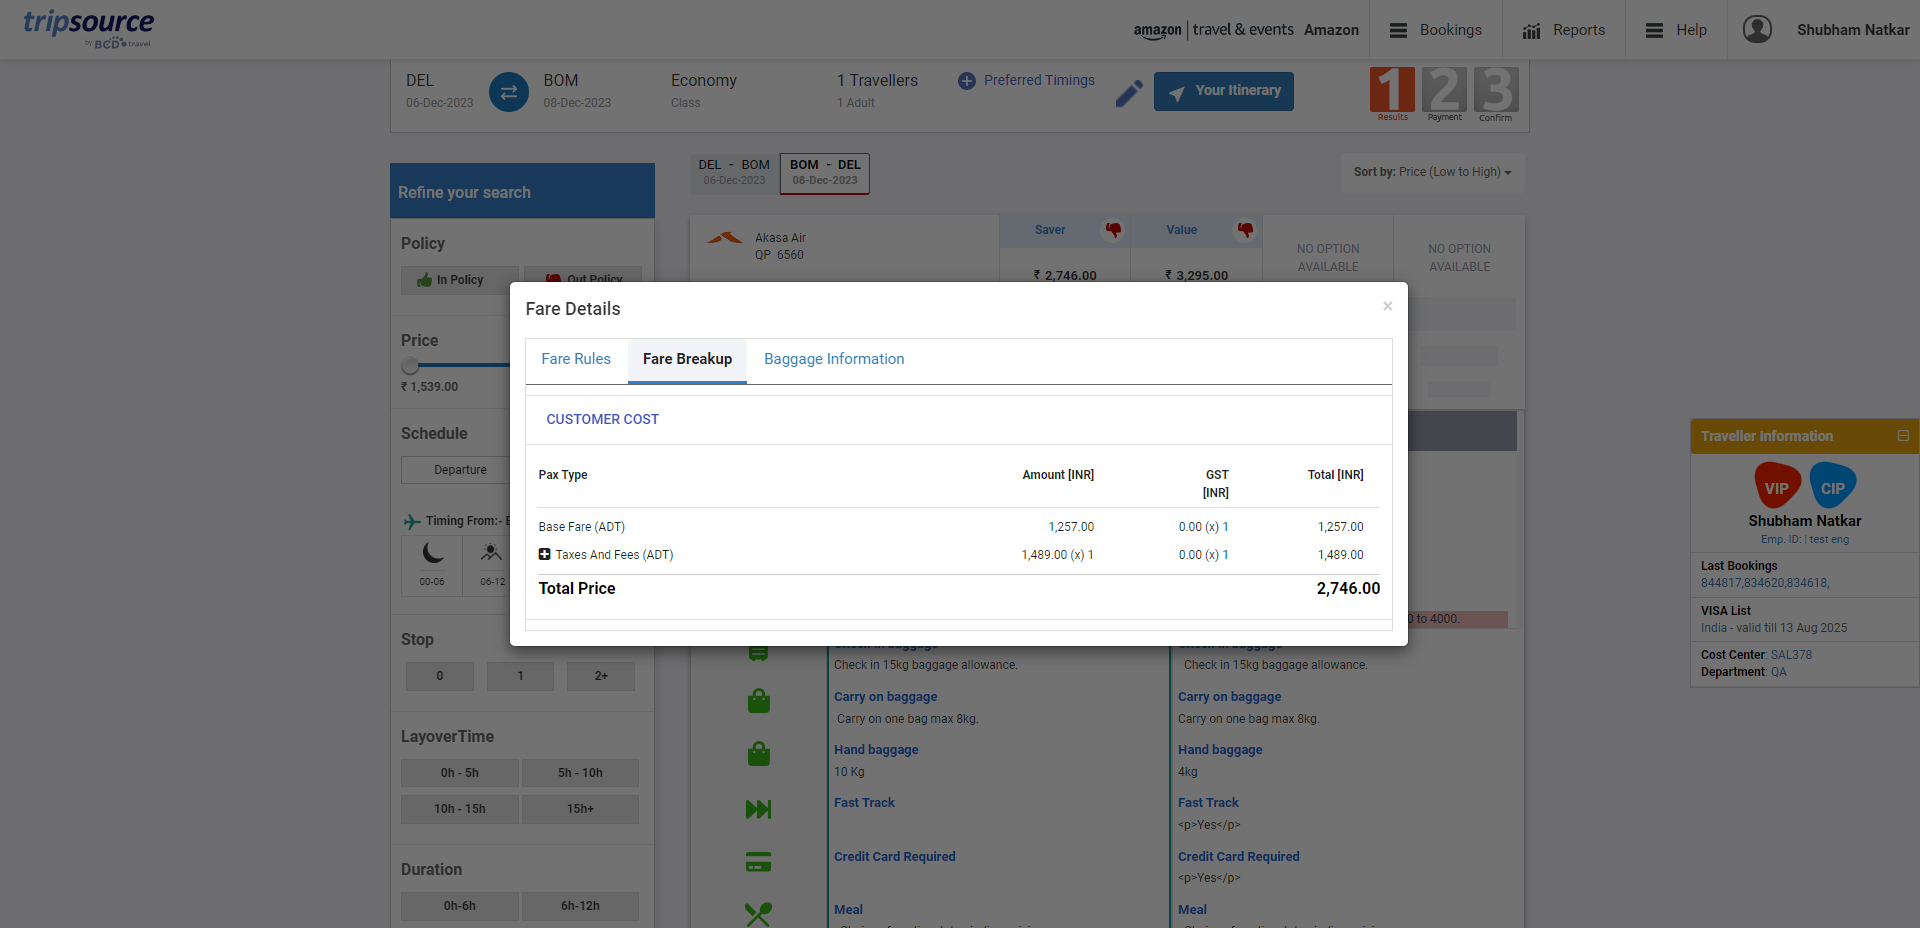 tripsource
by BCD travel
amazon | travel & events Amazon
Bookings
Reports
Help
Shubham Natkar
DEL
06-Dec-2023
BOM
08-Dec-2023
Economy
Class
1 Travellers
1 Adult
Preferred Timings
Your Itinerary
1 2 3
Results Payment Confirm
Refine your search
Policy
In Policy Out Policy
Price
₹ 1,539.00
Schedule
Departure
Timing From:-
00-06 06-12
Stop
0 1 2+
LayoverTime
0h - 5h 5h - 10h
10h - 15h 15h+
Duration
0h-6h 6h-12h
DEL - BOM
06-Dec-2023
BOM - DEL
08-Dec-2023
Sort by: Price (Low to High)
Akasa Air
QP 6560
Saver
₹ 2,746.00
Value
₹ 3,295.00
NO OPTION
AVAILABLE
NO OPTION
AVAILABLE
Fare Details
×
Fare Rules Fare Breakup Baggage Information
CUSTOMER COST
Pax Type Amount [INR] GST [INR] Total [INR]
Base Fare (ADT) 1,257.00 0.00 (x) 1 1,257.00
Taxes And Fees (ADT) 1,489.00 (x) 1 0.00 (x) 1 1,489.00
Total Price 2,746.00
to 4000.
Check in 15kg baggage allowance. Check in 15kg baggage allowance.
Carry on baggage Carry on baggage
Carry on one bag max 8kg. Carry on one bag max 8kg.
Hand baggage Hand baggage
10 Kg 4kg
Fast Track Fast Track
<p>Yes</p>
Credit Card Required Credit Card Required
<p>Yes</p>
Meal Meal
Traveller Information
VIP CIP
Shubham Natkar
Emp. ID: | test eng
Last Bookings
844817,834620,834618,
VISA List
India - valid till 13 Aug 2025
Cost Center: SAL378
Department: QA